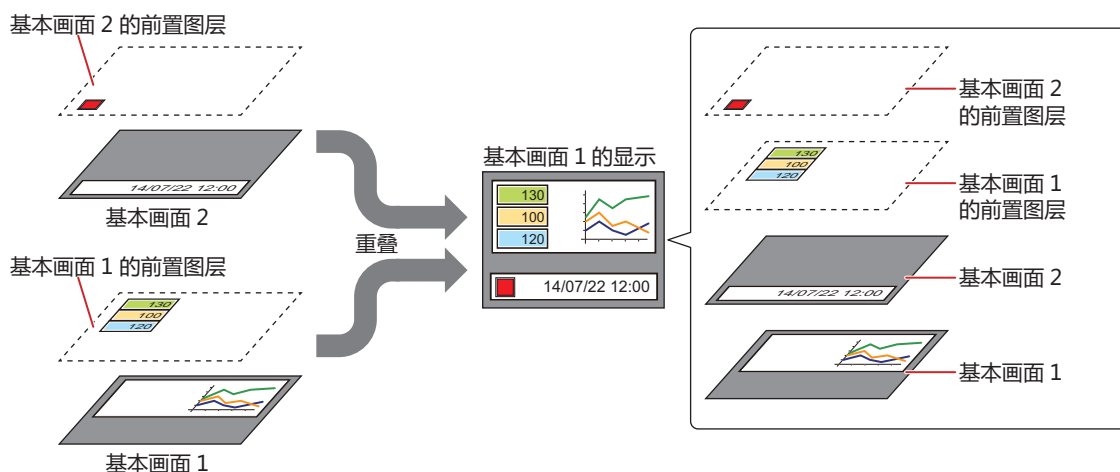 基本画面 2 的前置图层
14/07/22 12:00
基本画面 2
基本画面 1 的前置图层
130
100
120
基本画面 1
重叠
基本画面 1 的显示
130
100
120
14/07/22 12:00
基本画面 2
的前置图层
130
100
120
基本画面 1
的前置图层
14/07/22 12:00
基本画面 2
基本画面 1